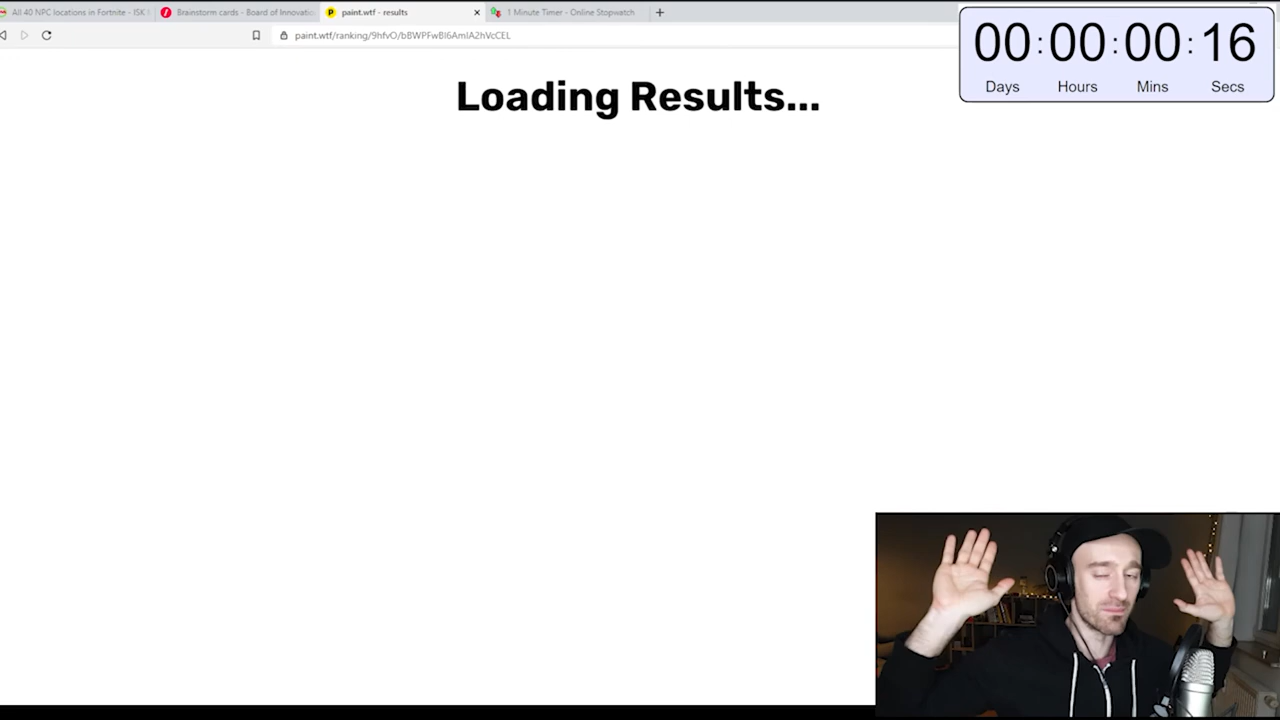 All 40 NPC locations in Fortnite - ISK
Brainstorm cards - Board of Innovatio
paint.wtf - results
1 Minute Timer - Online Stopwatch
paint.wtf/ranking/9hfvO/bBWPFwBl6AmlA2hVcCEL
00:00:00:16
Days Hours Mins Secs
Loading Results...